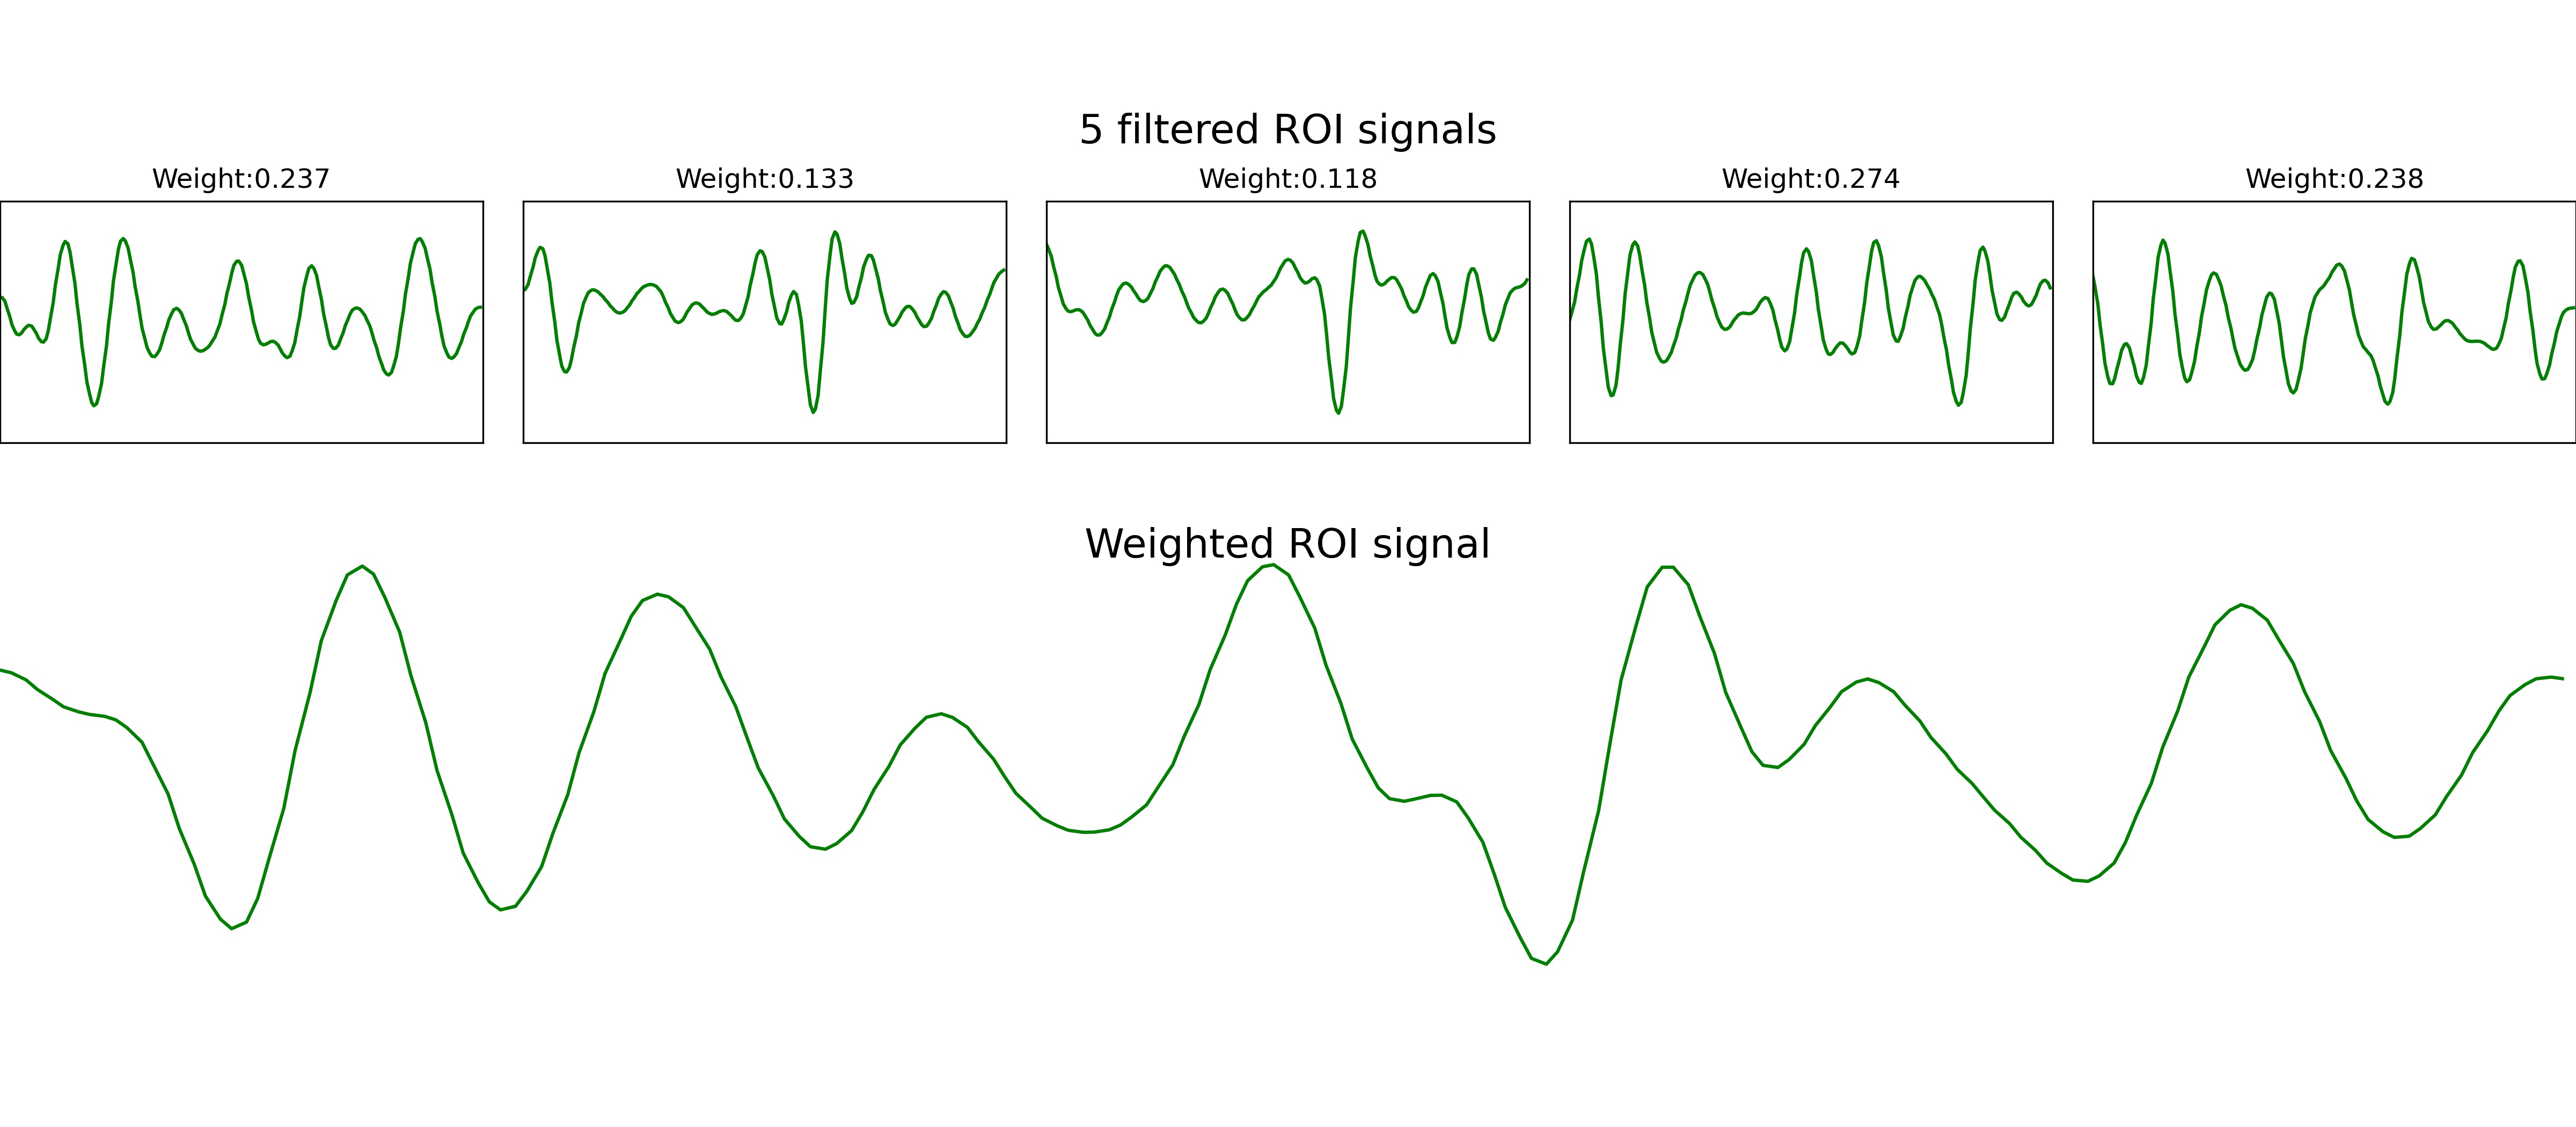 5 filtered ROI signals
Weight:0.237
Weight:0.133
Weight:0.118
Weight:0.274
Weight:0.238
Weighted ROI signal